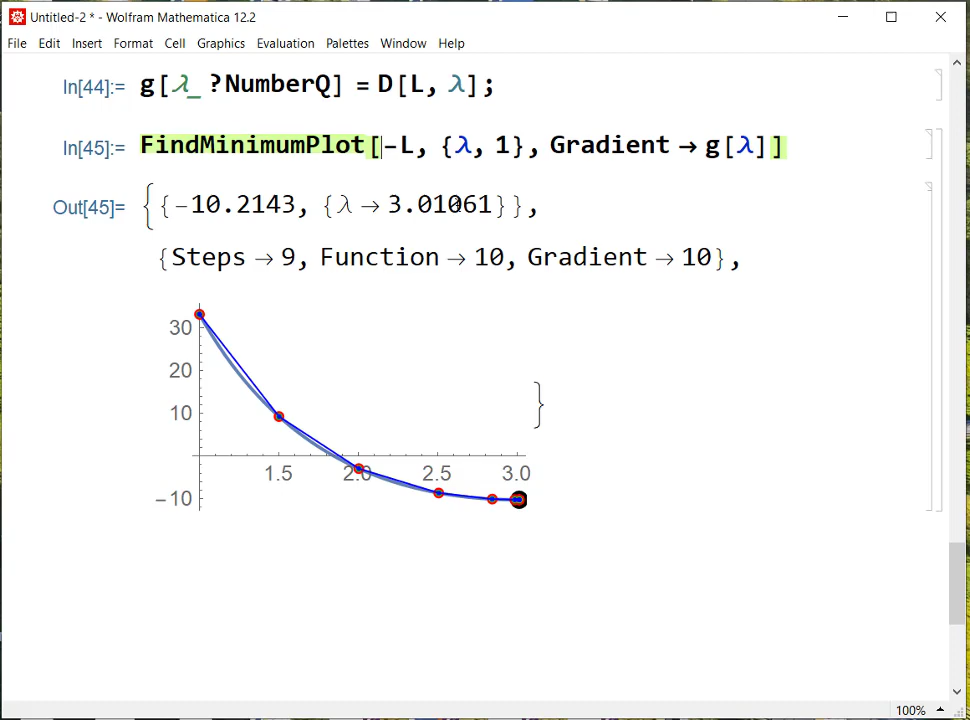 Untitled-2 * - Wolfram Mathematica 12.2
File Edit Insert Format Cell Graphics Evaluation Palettes Window Help
In[44]:= g[λ_?NumberQ] = D[L, λ];
In[45]:= FindMinimumPlot[-L, {λ, 1}, Gradient → g[λ]]
Out[45]= {{-10.2143, {λ → 3.01061}},
{Steps → 9, Function → 10, Gradient → 10},
30
20
10
1.5 2.0 2.5 3.0
-10
}
100%